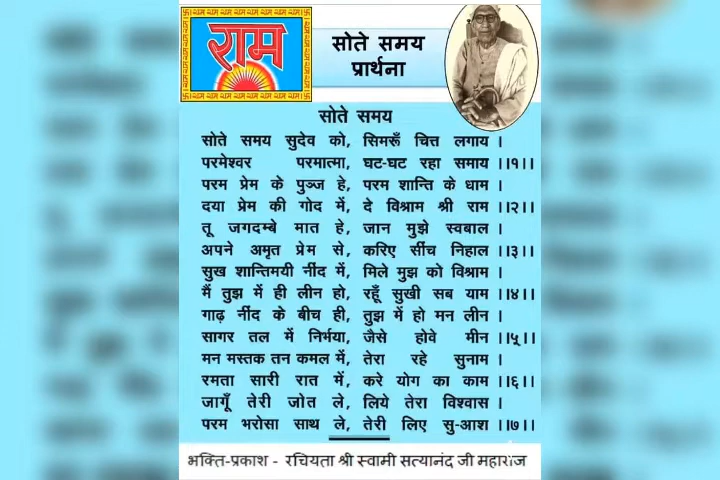 राम
सोते समय
प्रार्थना
सोते समय
सोते समय सुदेव को, सिमरूँ चित्त लगाय ।
परमेश्वर परमात्मा, घट-घट रहा समाय ।।१।।
परम प्रेम के पुञ्ज हे, परम शान्ति के धाम ।
दया प्रेम की गोद में, दे विश्राम श्री राम ।।२।।
तू जगदम्बे मात हे, जान मुझे स्वबाल ।
अपने अमृत प्रेम से, करिए सींच निहाल ।।३।।
सुख शान्तिमयी नींद में, मिले मुझ को विश्राम ।
मैं तुझ में ही लीन हो, रहूँ सुखी सब याम ।।४।।
गाढ़ नींद के बीच ही, तुझ में हो मन लीन ।
सागर तल में निर्भया, जैसे होवे मीन ।।५।।
मन मस्तक तन कमल में, तेरा रहे सुनाम ।
रमता सारी रात में, करे योग का काम ।।६।।
जागूँ तेरी जोत ले, लिये तेरा विश्वास ।
परम भरोसा साथ ले, तेरी लिए सु-आश ।।७।।
भक्ति-प्रकाश - रचियता श्री स्वामी सत्यानंद जी महाराज